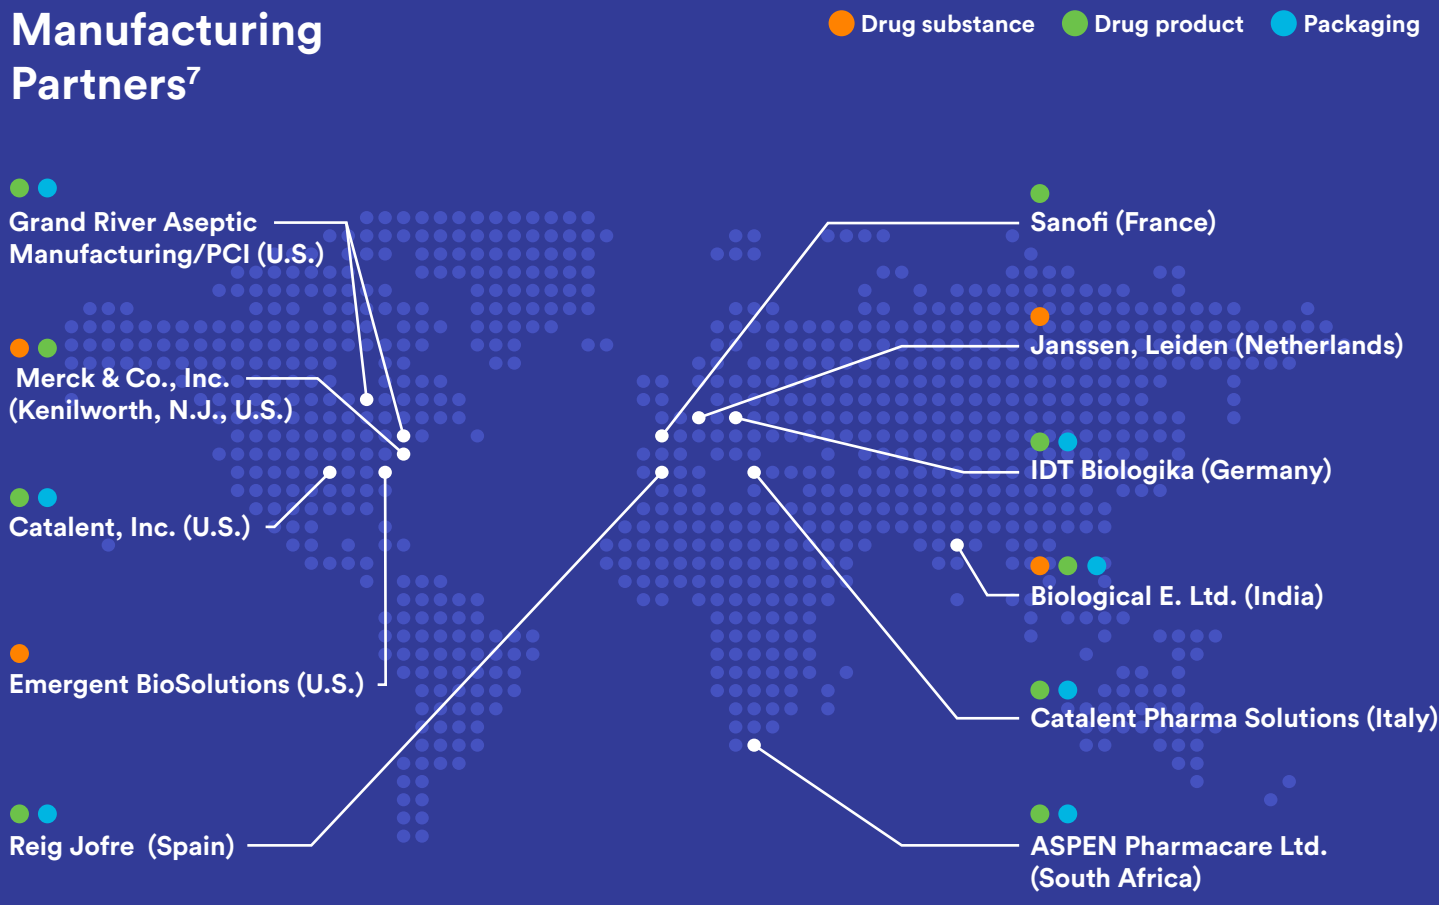 Manufacturing
Partners⁷
Drug substance
Drug product
Packaging
Grand River Aseptic
Manufacturing/PCI (U.S.)
Merck & Co., Inc.
(Kenilworth, N.J., U.S.)
Catalent, Inc. (U.S.)
Emergent BioSolutions (U.S.)
Reig Jofre (Spain)
Sanofi (France)
Janssen, Leiden (Netherlands)
IDT Biologika (Germany)
Biological E. Ltd. (India)
Catalent Pharma Solutions (Italy)
ASPEN Pharmacare Ltd.
(South Africa)